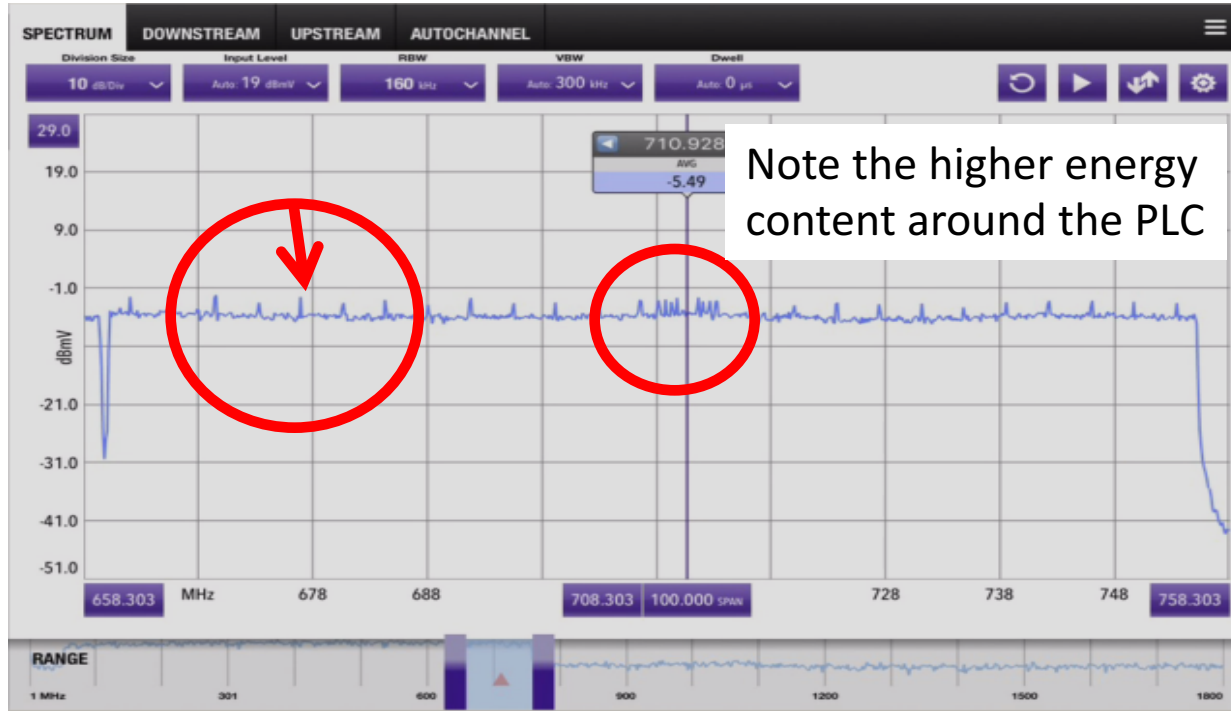 SPECTRUM DOWNSTREAM UPSTREAM AUTOCHANNEL
Division Size Input Level RBW VBW Dwell
10 dB/Div Auto: 19 dBmV 160 kHz Auto: 300 kHz Auto: 0 µs
29.0
710.928
AVG
-5.49
Note the higher energy
content around the PLC
19.0
9.0
-1.0
dBmV
-21.0
-31.0
-41.0
-51.0
658.303 MHz 678 688 708.303 100.000 SPAN 728 738 748 758.303
RANGE
1 MHz 301 600 900 1200 1500 1800